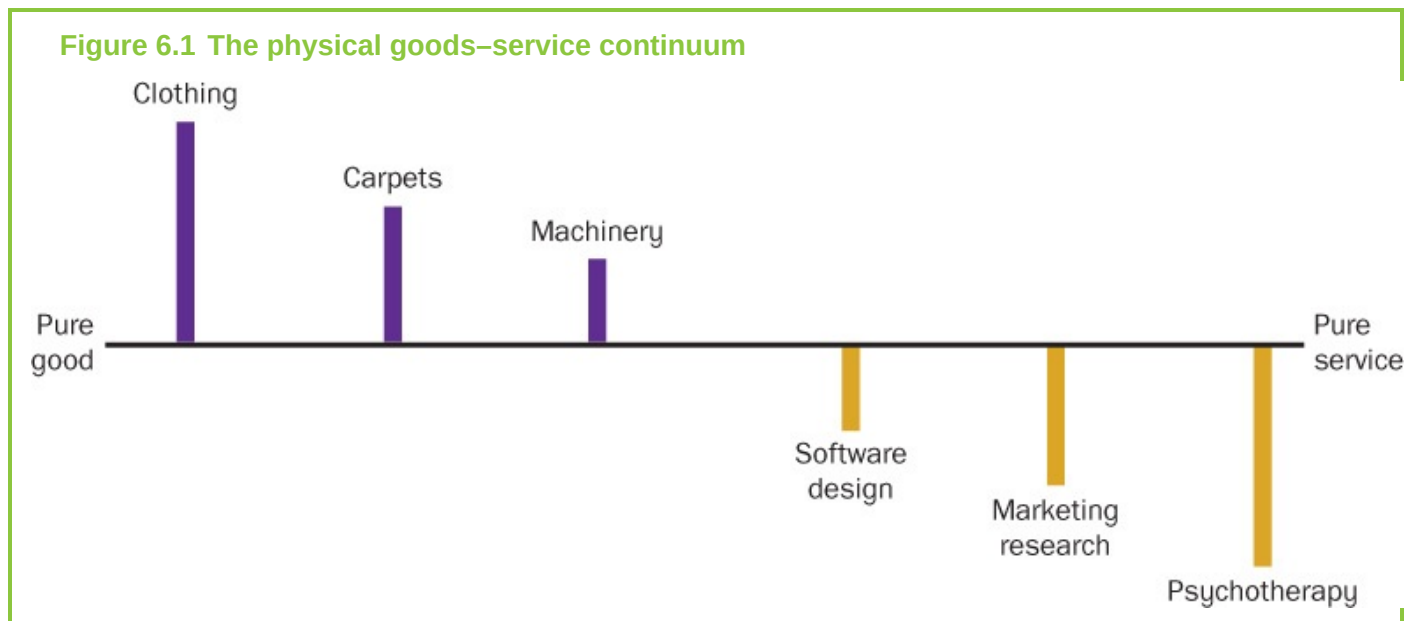 Figure 6.1 The physical goods–service continuum
Clothing
Carpets
Machinery
Pure
good
Pure
service
Software
design
Marketing
research
Psychotherapy